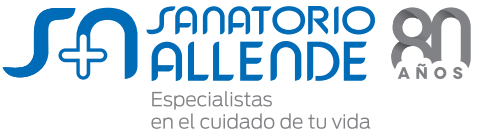 SANATORIO
ALLENDE
80
AÑOS
Especialistas
en el cuidado de tu vida